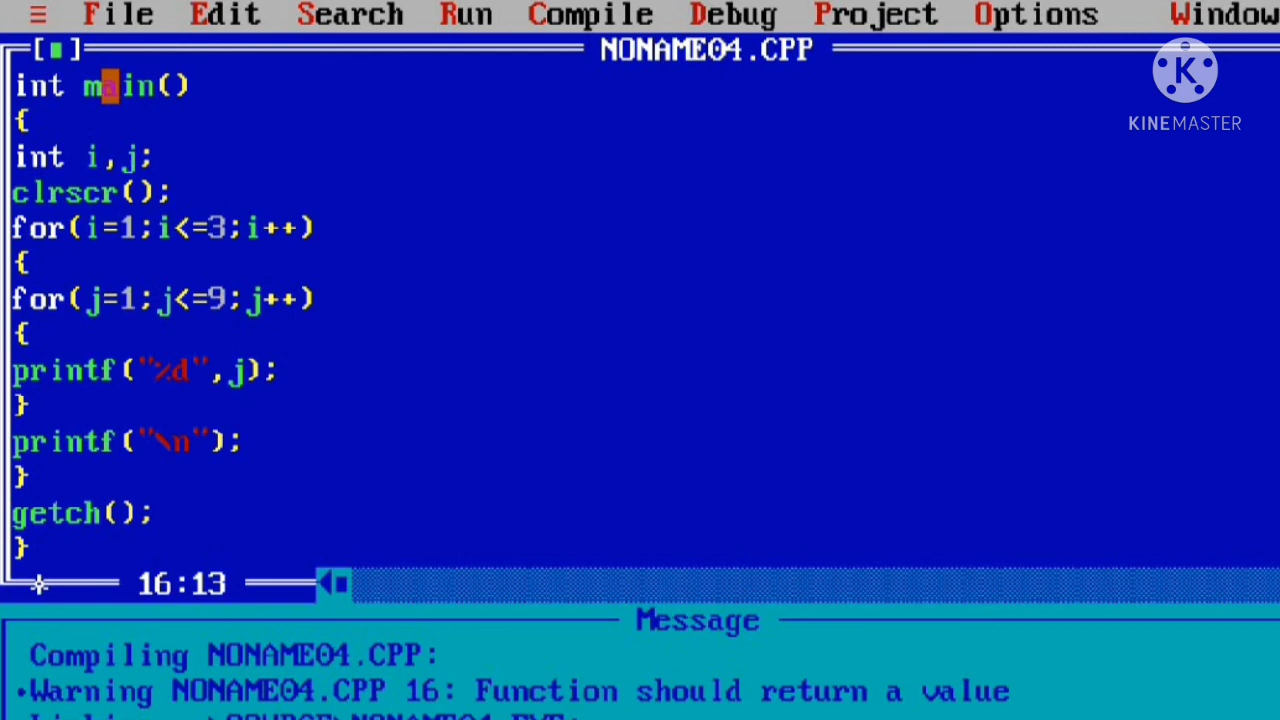 ≡ File Edit Search Run Compile Debug Project Options Window
[■] NONAME04.CPP
KINEMASTER
int main()
{
int i,j;
clrscr();
for(i=1;i<=3;i++)
{
for(j=1;j<=9;j++)
{
printf("%d",j);
}
printf("\n");
}
getch();
}
16:13
Message
Compiling NONAME04.CPP:
•Warning NONAME04.CPP 16: Function should return a value